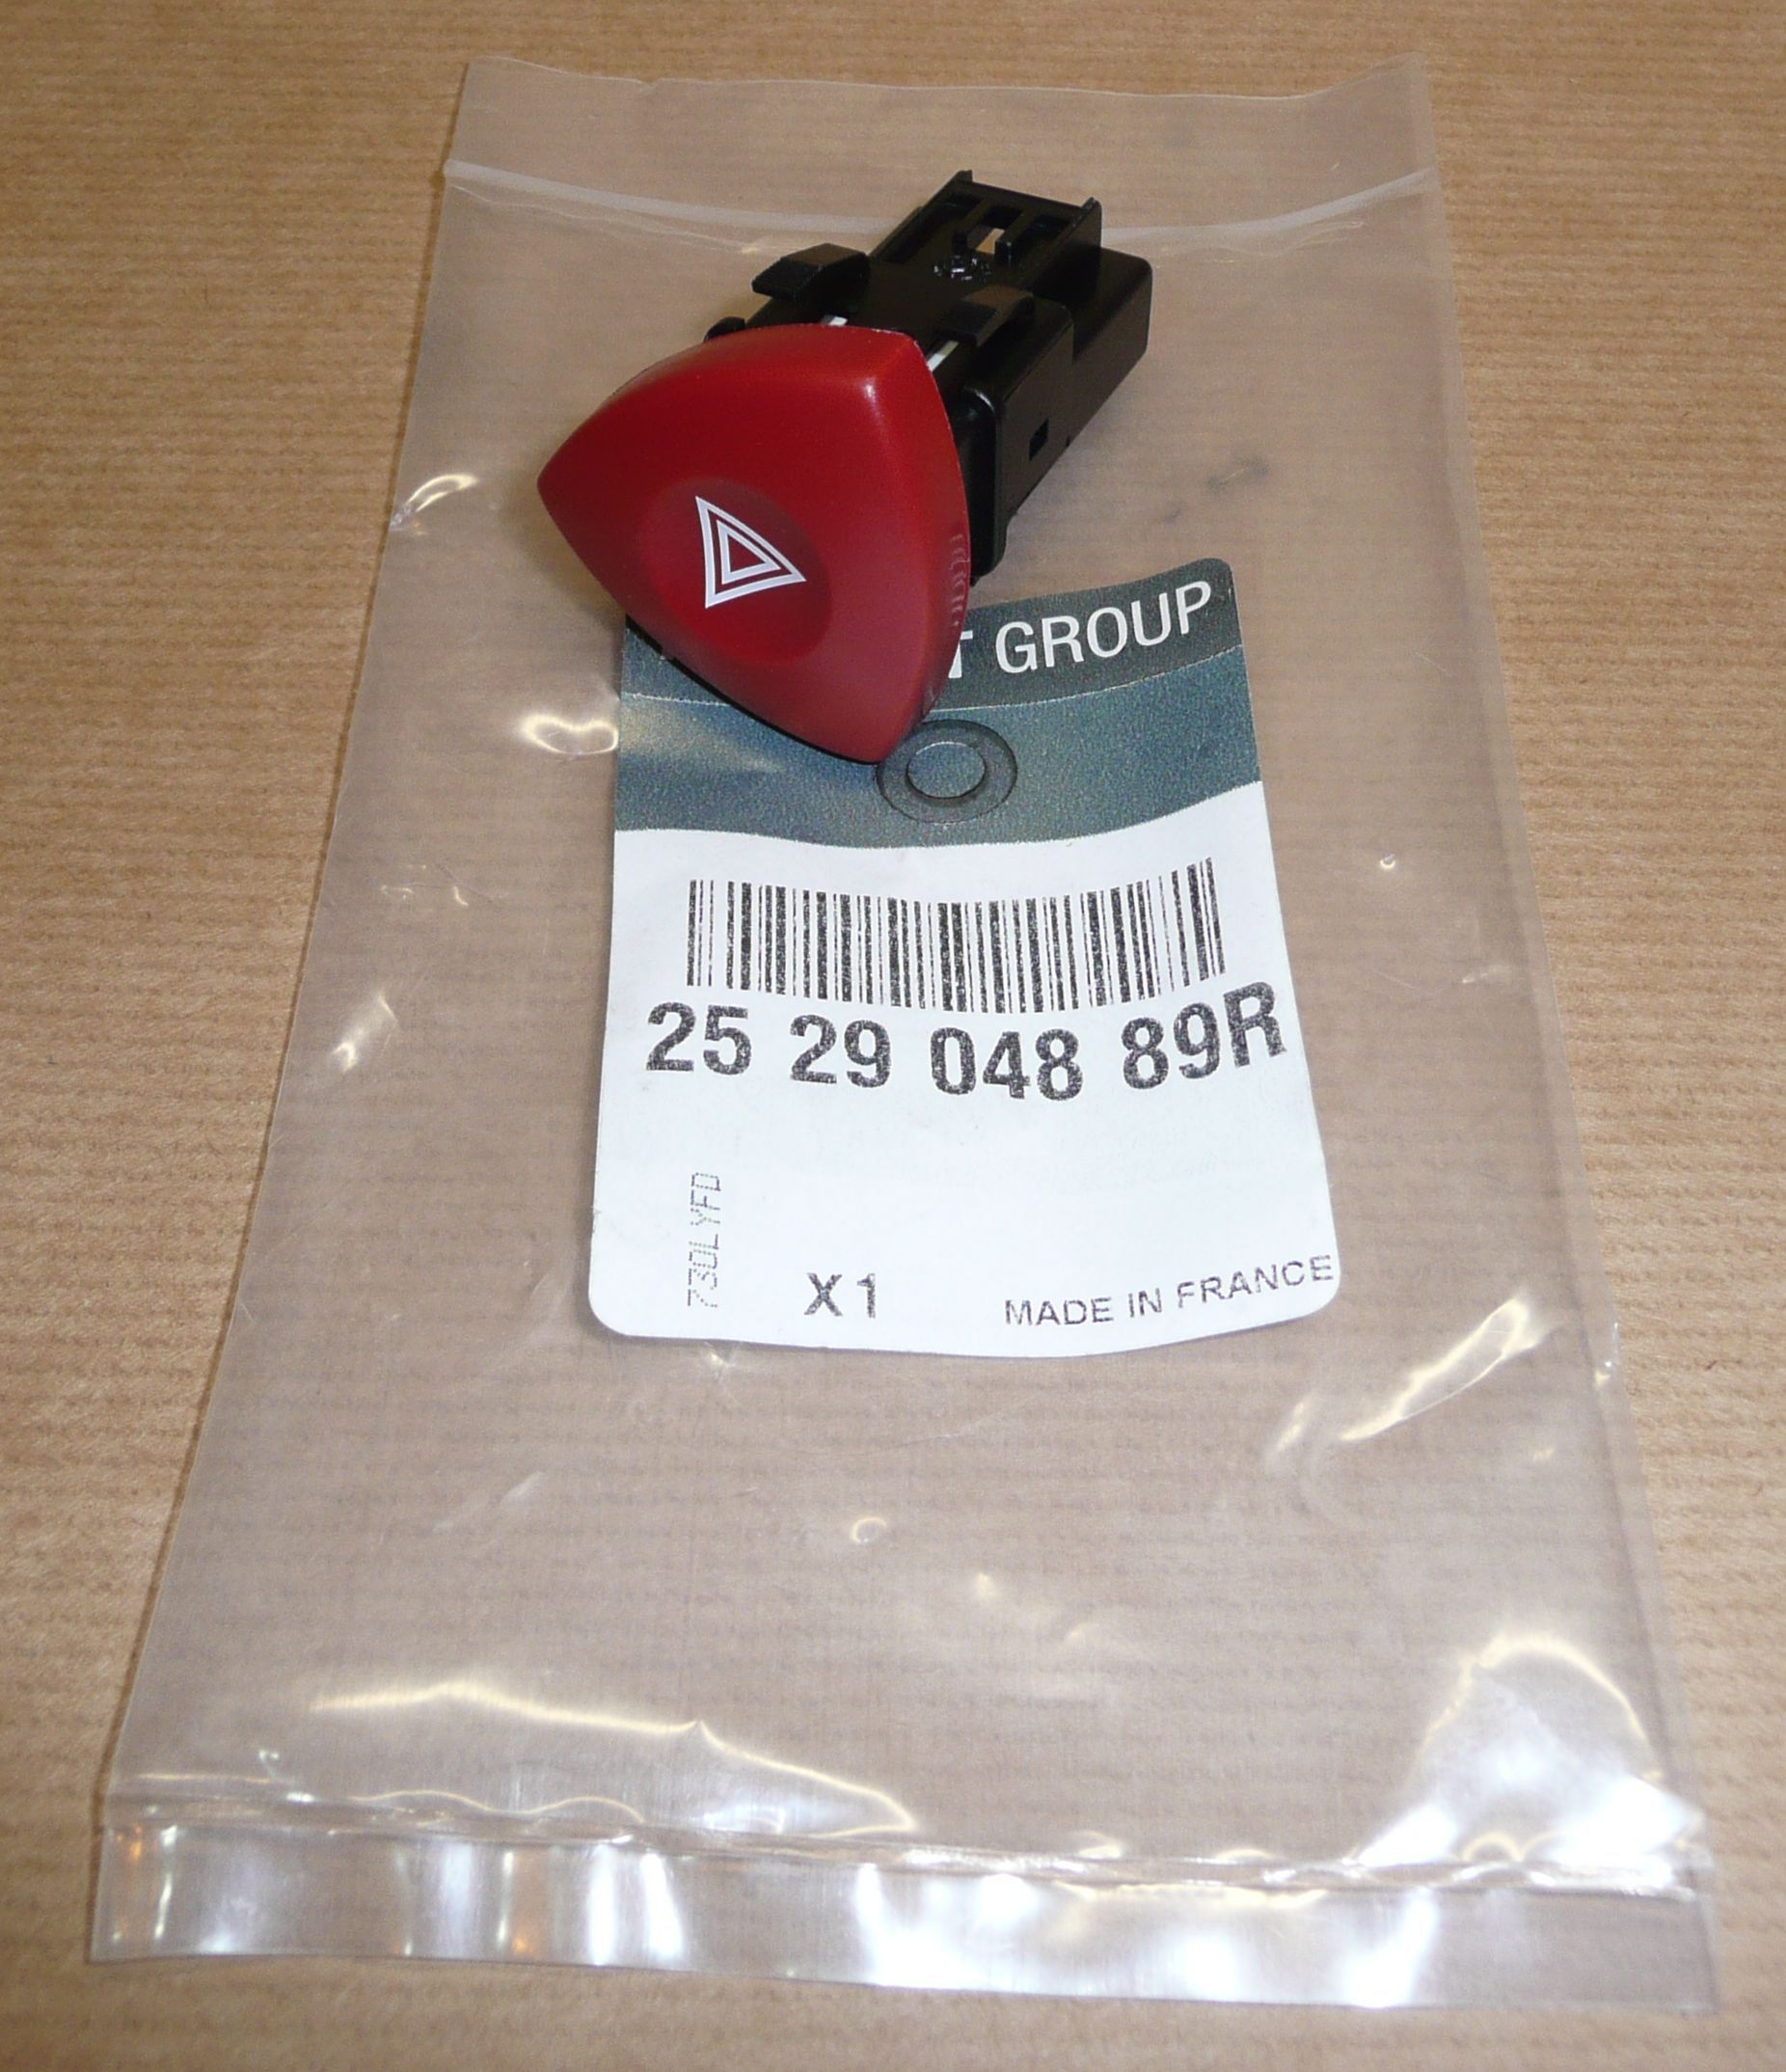 T GROUP
25 29 048 89R
730LYFD
X1
MADE IN FRANCE